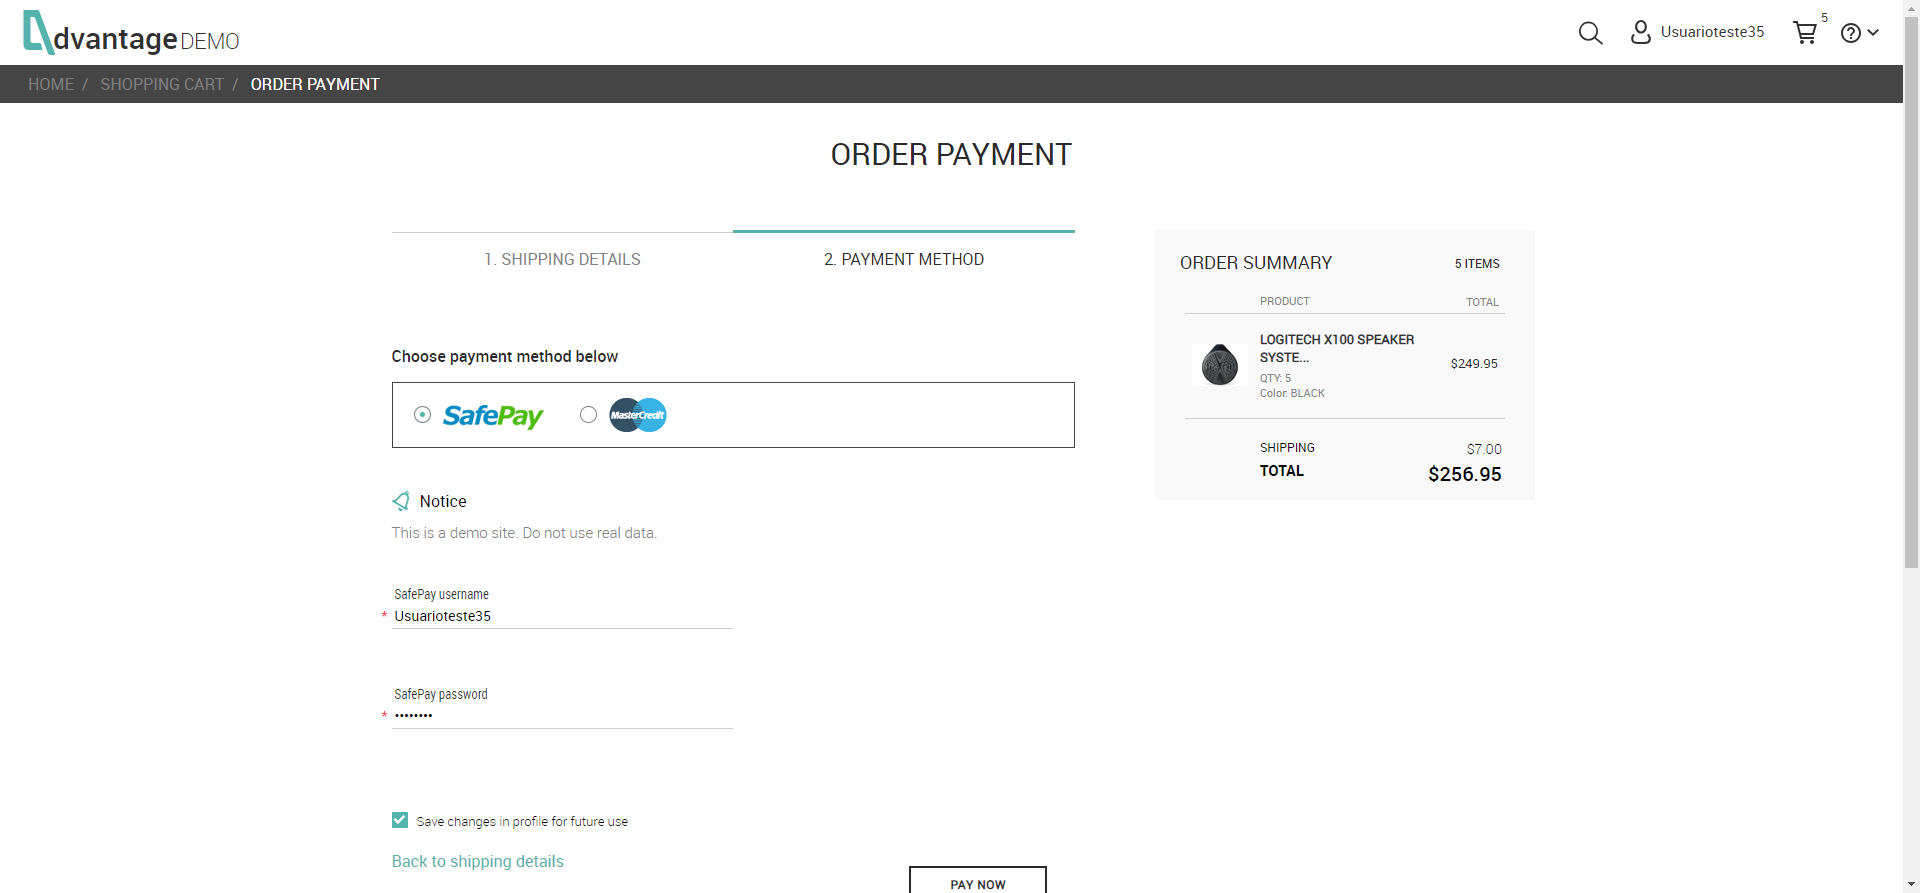 dvantage DEMO
Usuarioteste35
5
HOME / SHOPPING CART / ORDER PAYMENT
ORDER PAYMENT
1. SHIPPING DETAILS
2. PAYMENT METHOD
Choose payment method below
SafePay
MasterCredit
Notice
This is a demo site. Do not use real data.
SafePay username
* Usuarioteste35
SafePay password
* ••••••••
Save changes in profile for future use
Back to shipping details
PAY NOW
ORDER SUMMARY
5 ITEMS
PRODUCT
TOTAL
LOGITECH X100 SPEAKER
SYSTE...
QTY: 5
Color: BLACK
$249.95
SHIPPING
$7.00
TOTAL
$256.95